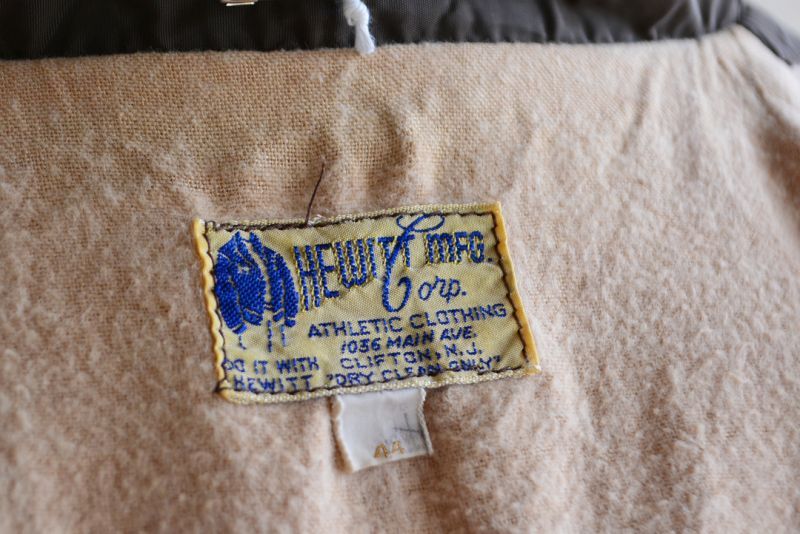 HEWITT MFG.
Corp.
ATHLETIC CLOTHING
1036 MAIN AVE.
DO IT WITH CLIFTON, N.J.
HEWITT "DRY CLEAN ONLY"
44